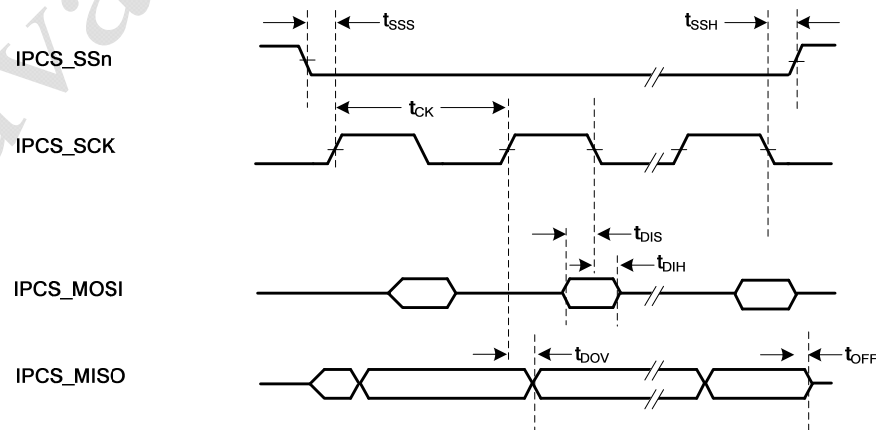 tSSS
tSSH
IPCS_SSn
tCK
IPCS_SCK
tDIS
tDIH
IPCS_MOSI
tDOV
tOFF
IPCS_MISO